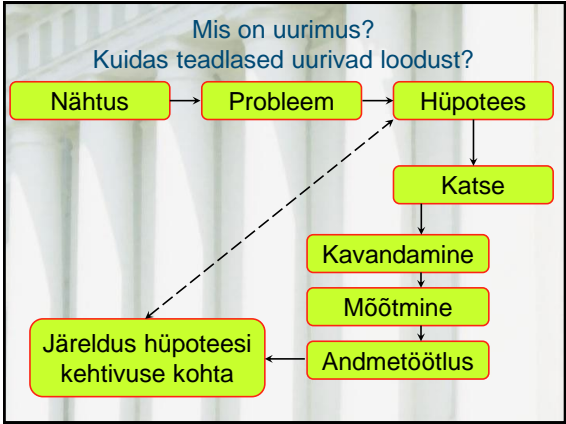 Mis on uurimus?
Kuidas teadlased uurivad loodust?
Nähtus
Probleem
Hüpotees
Katse
Kavandamine
Mõõtmine
Andmetöötlus
Järeldus hüpoteesi
kehtivuse kohta